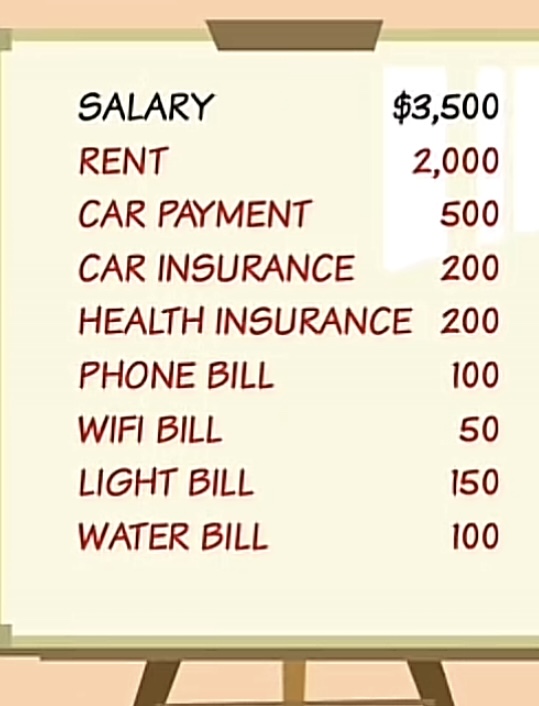 SALARY $3,500
RENT 2,000
CAR PAYMENT 500
CAR INSURANCE 200
HEALTH INSURANCE 200
PHONE BILL 100
WIFI BILL 50
LIGHT BILL 150
WATER BILL 100